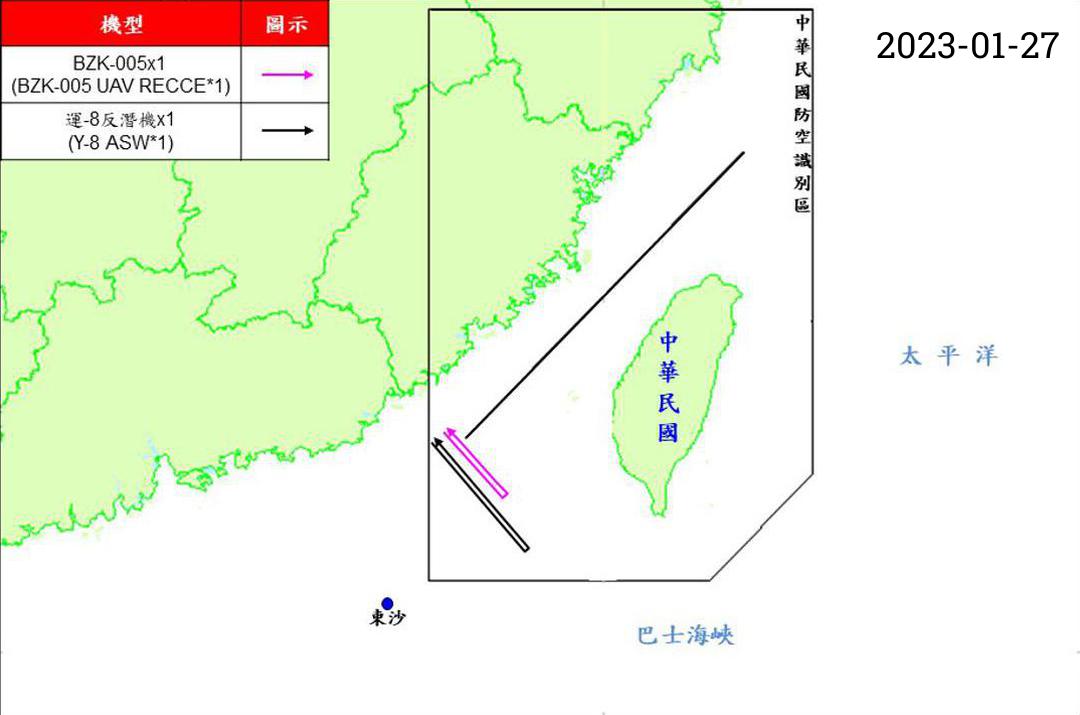 機型
圖示
BZK-005x1
(BZK-005 UAV RECCE*1)
運-8反潛機x1
(Y-8 ASW*1)
2023-01-27
中華民國防空識別區
中華民國
太平洋
東沙
巴士海峽